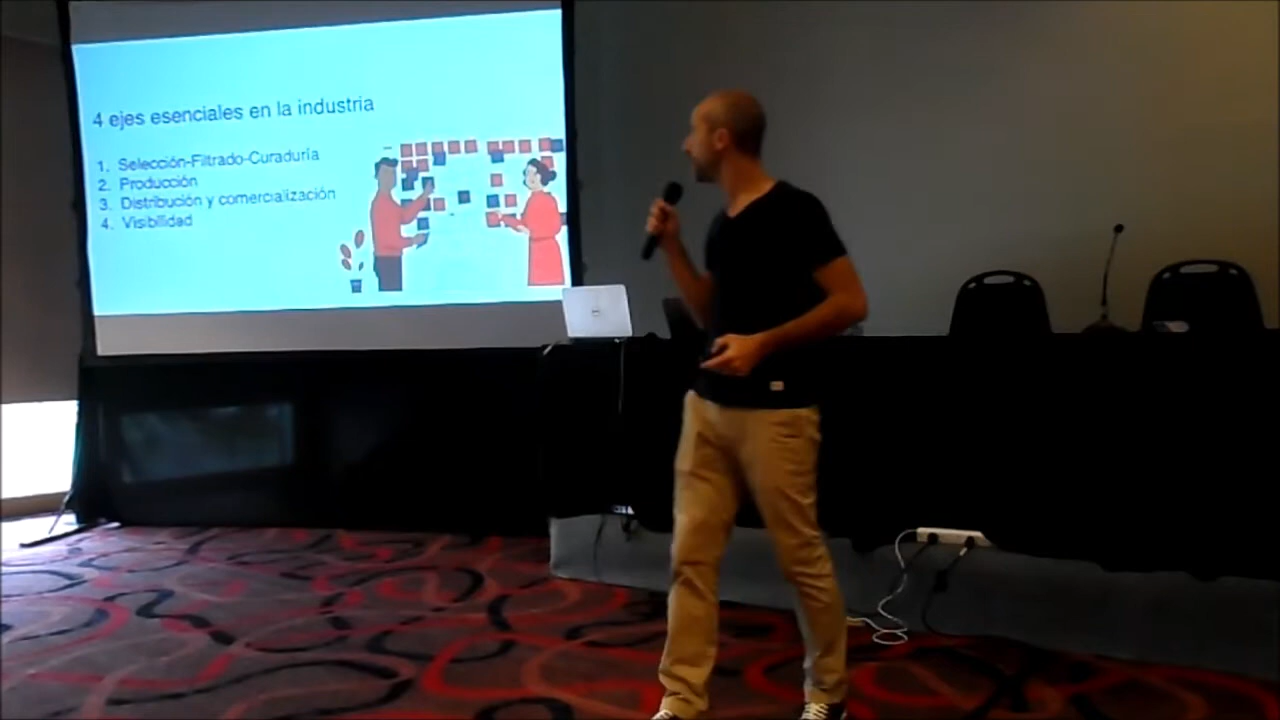 4 ejes esenciales en la industria
1. Selección-Filtrado-Curaduría
2. Producción
3. Distribución y comercialización
4. Visibilidad